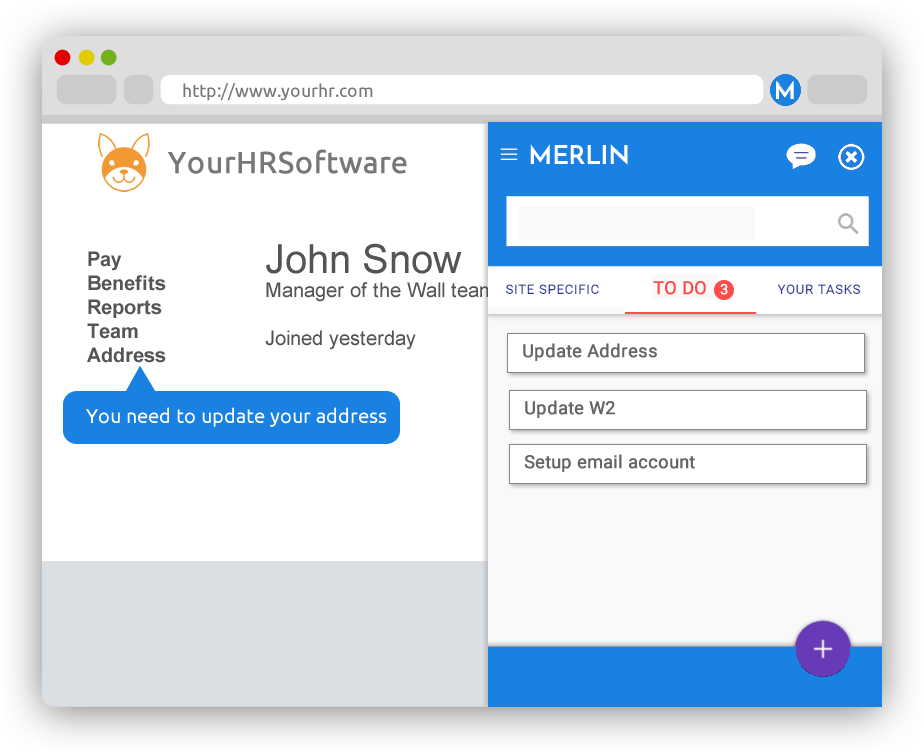 http://www.yourhr.com
M
YourHRSoftware
John Snow
Manager of the Wall team
Joined yesterday
Pay
Benefits
Reports
Team
Address
You need to update your address
MERLIN
SITE SPECIFIC
TO DO 3
YOUR TASKS
Update Address
Update W2
Setup email account
+